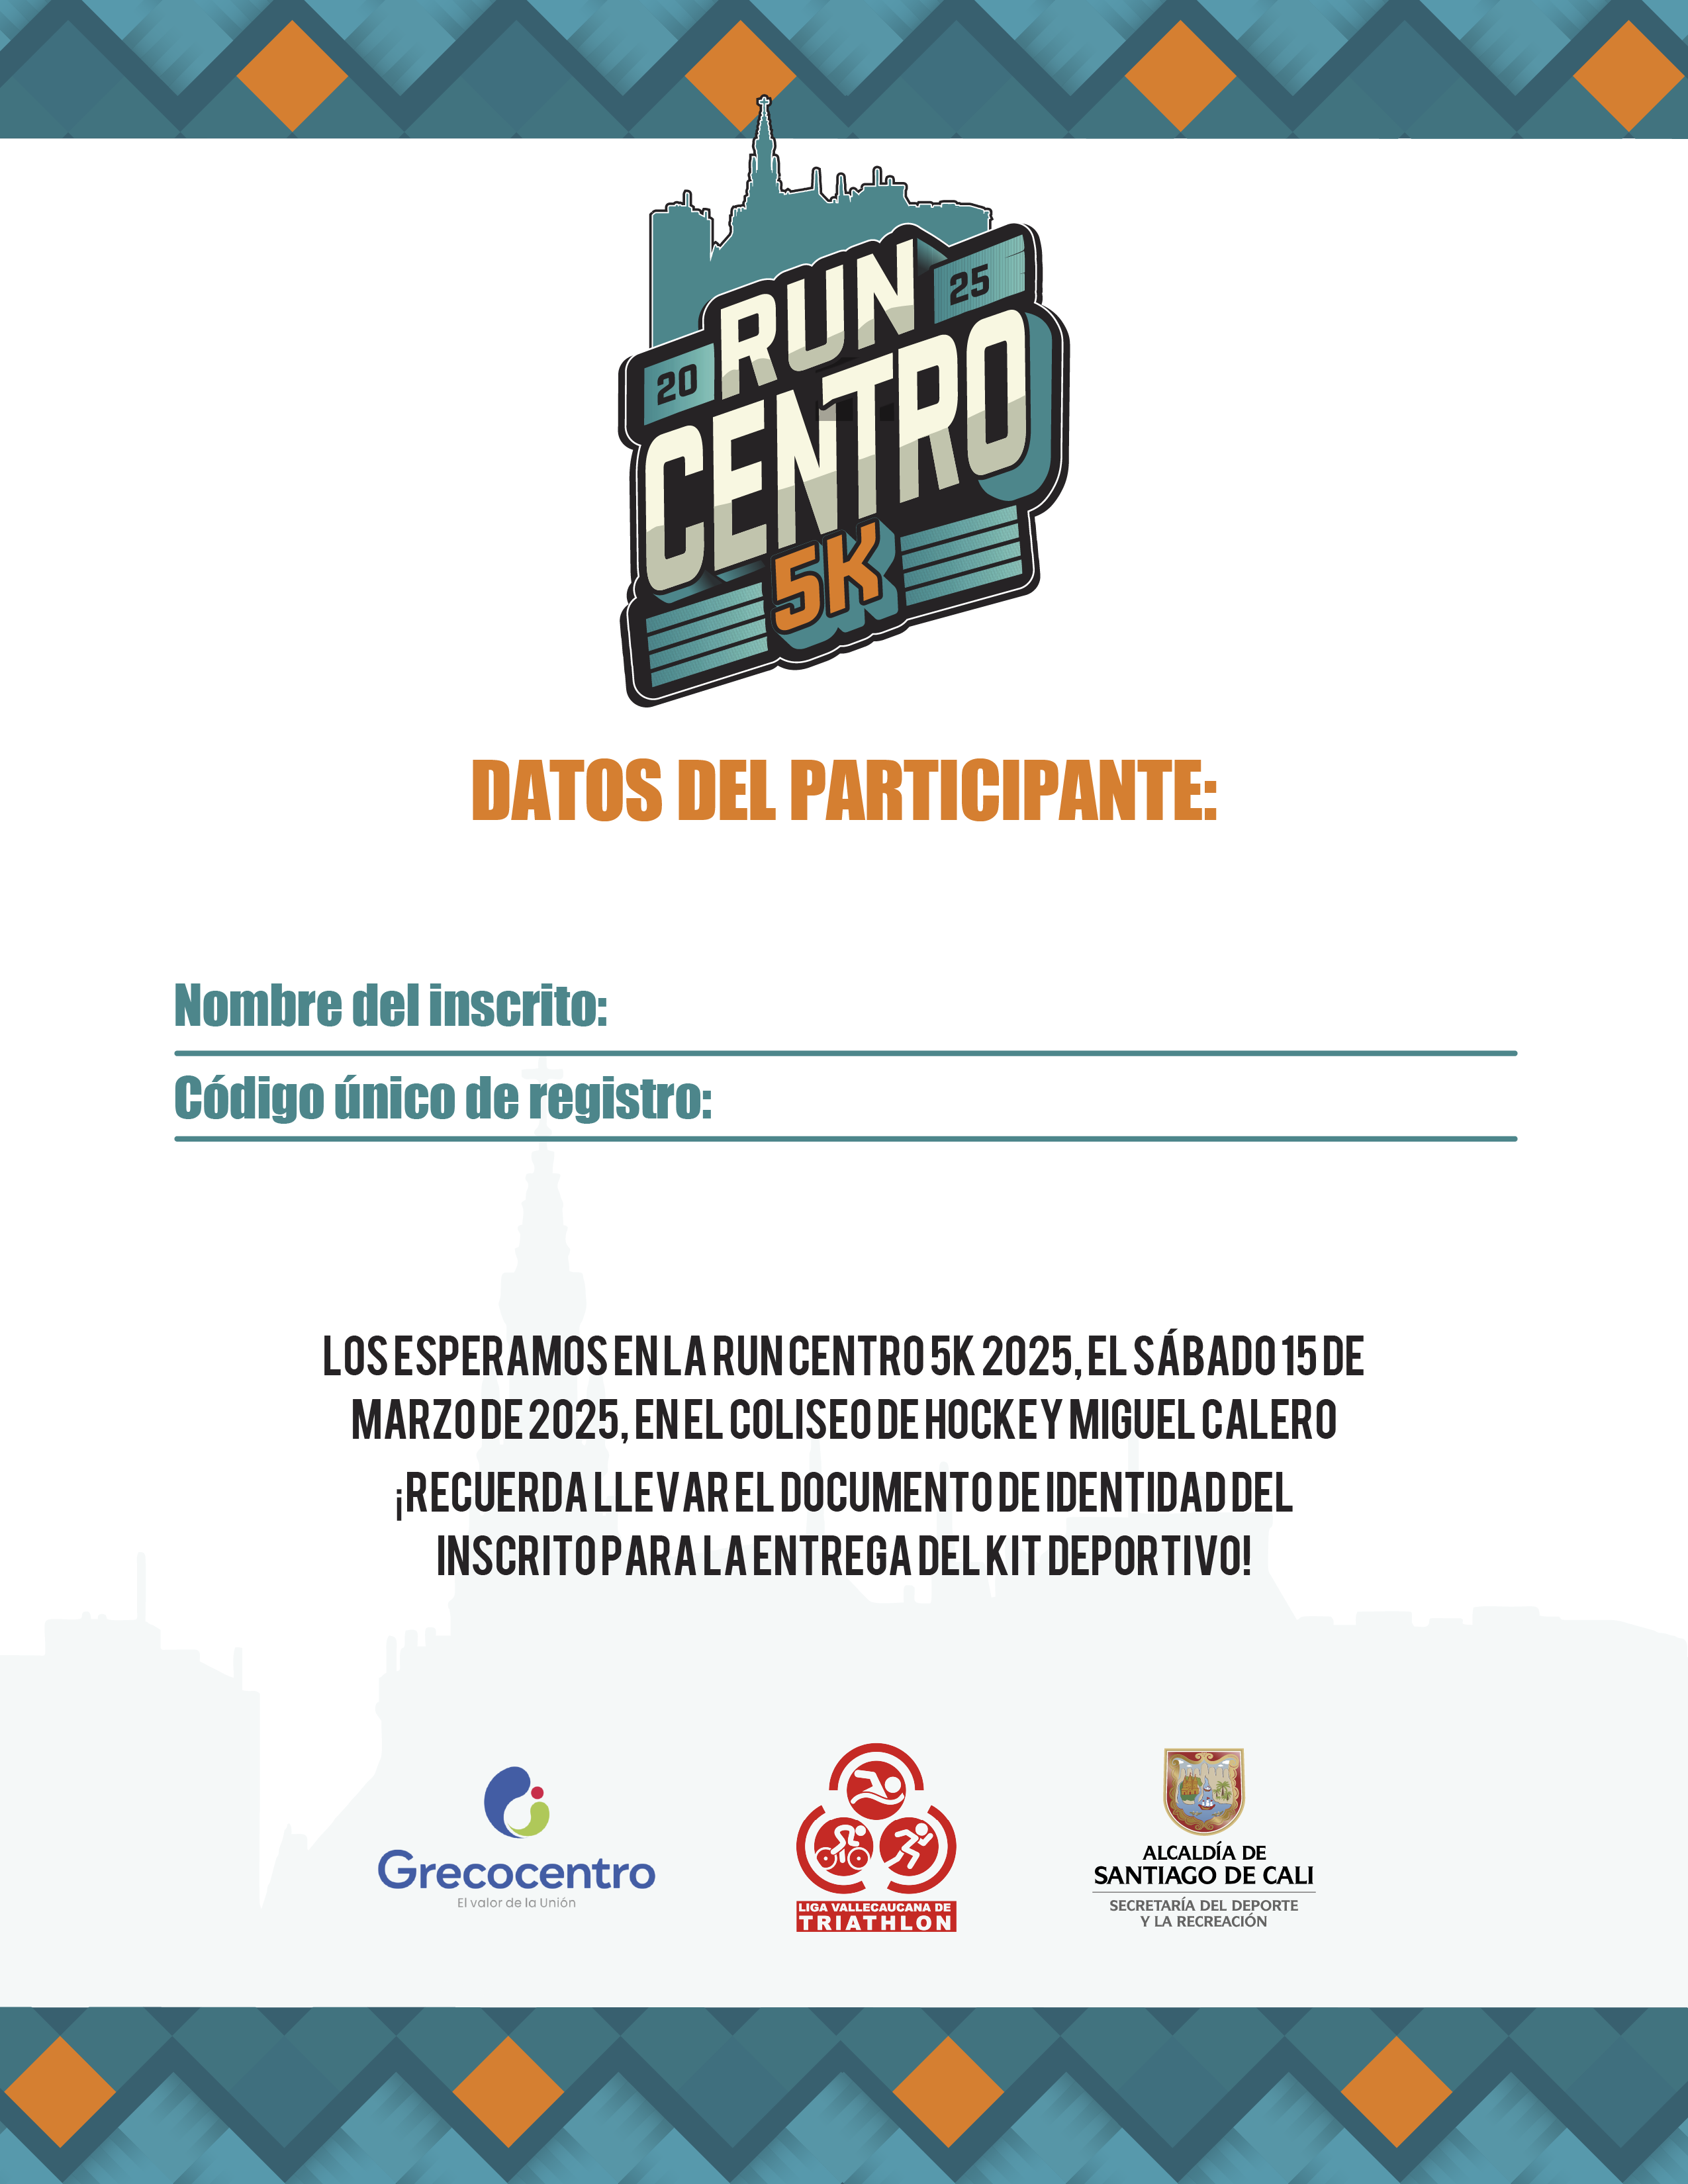 20 RUN 25
CENTRO
5K
DATOS DEL PARTICIPANTE:
Nombre del inscrito:
Código único de registro:
LOS ESPERAMOS EN LA RUN CENTRO 5K 2025, EL SÁBADO 15 DE
MARZO DE 2025, EN EL COLISEO DE HOCKEY MIGUEL CALERO
¡RECUERDA LLEVAR EL DOCUMENTO DE IDENTIDAD DEL
INSCRITO PARA LA ENTREGA DEL KIT DEPORTIVO!
Grecocentro
El valor de la Unión
LIGA VALLECAUCANA DE
TRIATHLON
ALCALDÍA DE
SANTIAGO DE CALI
SECRETARÍA DEL DEPORTE
Y LA RECREACIÓN